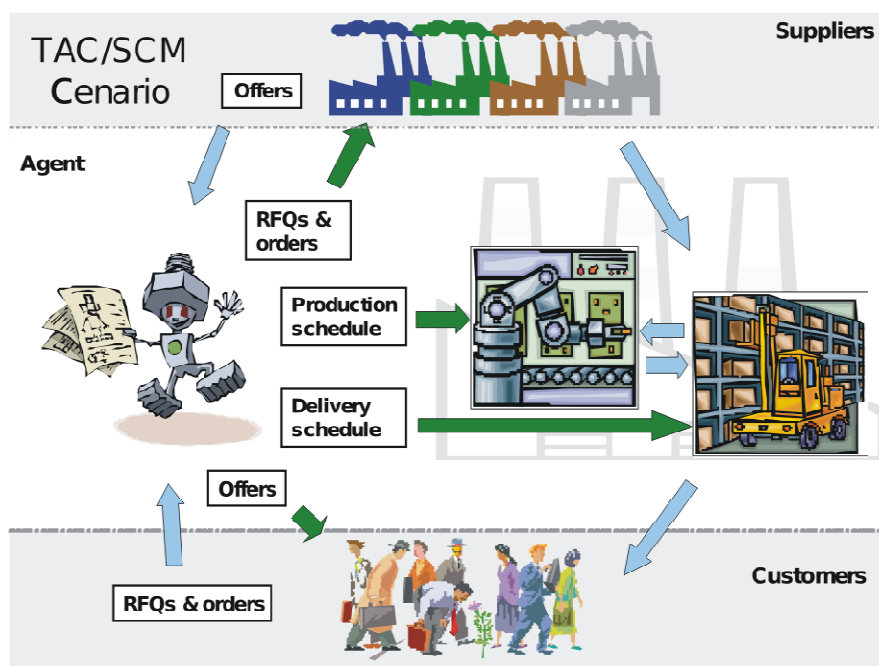 TAC/SCM
Cenario
Suppliers
Offers
Agent
RFQs &
orders
Production
schedule
Delivery
schedule
Offers
RFQs & orders
Customers